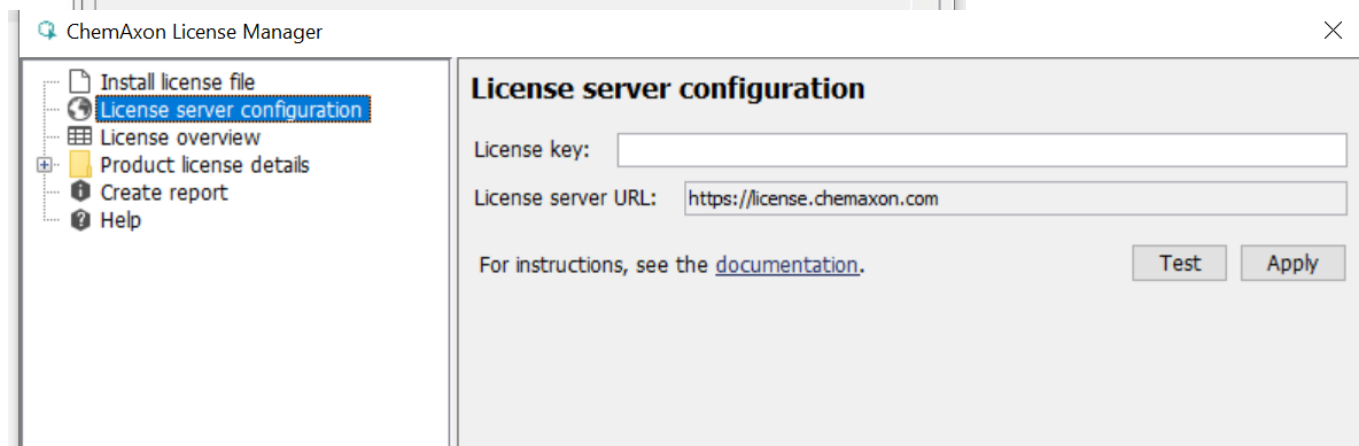 ChemAxon License Manager
Install license file
License server configuration
License overview
Product license details
Create report
Help
License server configuration
License key:
License server URL: https://license.chemaxon.com
For instructions, see the documentation.
Test Apply